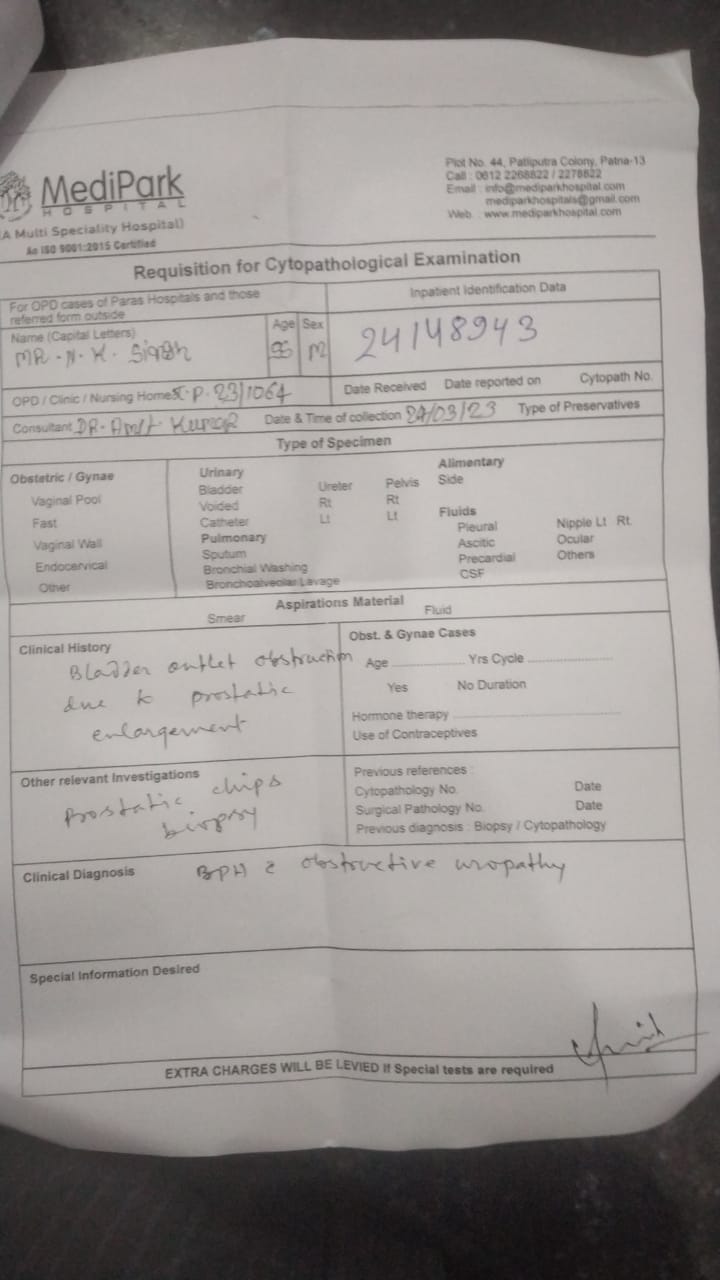 MediPark
HOSPITAL
(A Multi Speciality Hospital)
An ISO 9001:2015 Certified
Plot No. 44, Patliputra Colony, Patna-13
Call : 0612 2268822 / 2278822
Email : info@mediparkhospital.com
mediparkhospitals@gmail.com
Web. : www.mediparkhospital.com
Requisition for Cytopathological Examination
For OPD cases of Paras Hospitals and those
referred form outside
Inpatient Identification Data
Name (Capital Letters) Age Sex
MR. N. K. Singh M 24148943
OPD / Clinic / Nursing Home P. 23/1064 Date Received Date reported on Cytopath No.
Consultant DR. Amit Kumar Date & Time of collection 24/03/23 Type of Preservatives
Type of Specimen
Obstetric / Gynae
Vaginal Pool
Fast
Vaginal Wall
Endocervical
Other
Urinary
Bladder Ureter Pelvis
Voided Rt Rt
Catheter Lt Lt
Pulmonary
Sputum
Bronchial Washing
Bronchoalveolar Lavage
Alimentary
Side
Fluids
Pleural Nipple Lt Rt.
Ascitic Ocular
Precardial Others
CSF
Aspirations Material
Smear Fluid
Clinical History
Bladder outlet obstruction
due to prostatic
enlargement
Obst. & Gynae Cases
Age Yrs Cycle
Yes No Duration
Hormone therapy
Use of Contraceptives
Other relevant Investigations
Prostatic chips
biopsy
Previous references :
Cytopathology No. Date
Surgical Pathology No. Date
Previous diagnosis : Biopsy / Cytopathology
Clinical Diagnosis BPH c obstructive uropathy
Special Information Desired
EXTRA CHARGES WILL BE LEVIED If Special tests are required